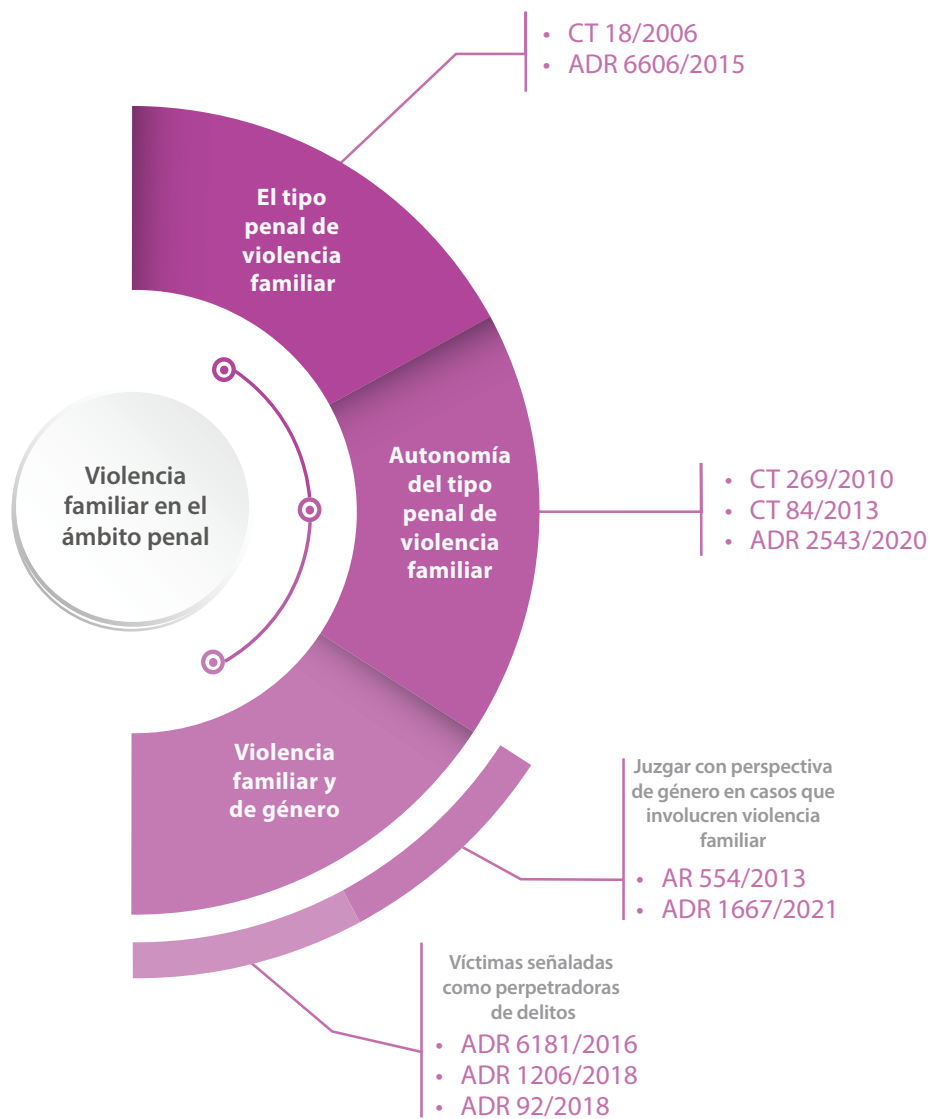 • CT 18/2006
• ADR 6606/2015
El tipo
penal de
violencia
familiar
Violencia
familiar en el
ámbito penal
Autonomía
del tipo
penal de
violencia
familiar
• CT 269/2010
• CT 84/2013
• ADR 2543/2020
Violencia
familiar y
de género
Juzgar con perspectiva
de género en casos que
involucren violencia
familiar
• AR 554/2013
• ADR 1667/2021
Víctimas señaladas
como perpetradoras
de delitos
• ADR 6181/2016
• ADR 1206/2018
• ADR 92/2018